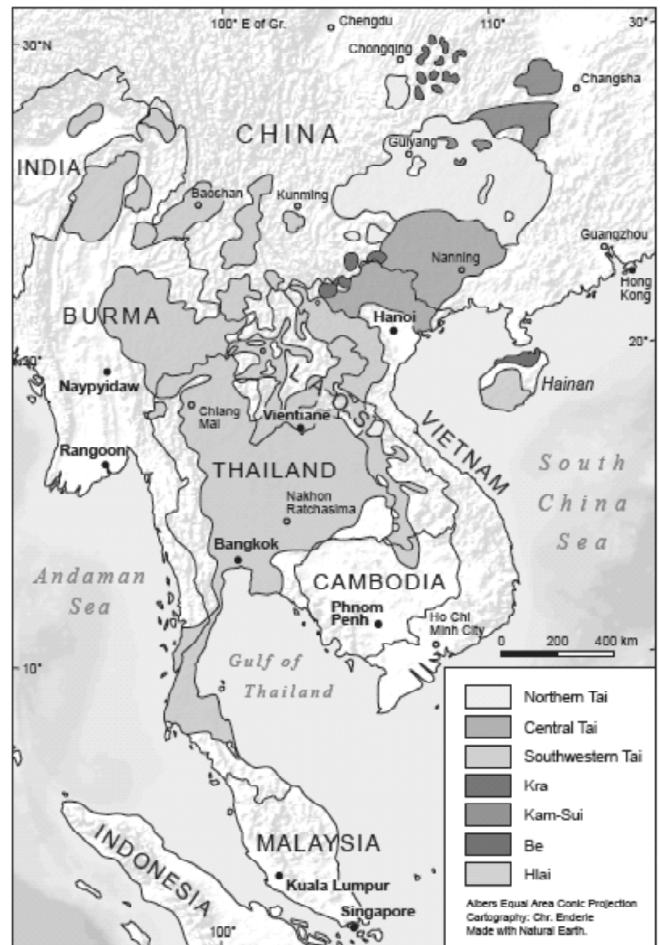 100° E of Gr.
Chengdu
110°
30°
30°N
Chongqing
Changsha
CHINA
Guiyang
INDIA
Baoshan
Kunming
Guangzhou
Nanning
Hong
Kong
BURMA
Hanoi
20°
Naypyidaw
LAOS
Hainan
Chiang
Mai
Vientiane
VIETNAM
Rangoon
THAILAND
South
China
Sea
Nakhon
Ratchasima
Bangkok
Andaman
Sea
CAMBODIA
Phnom
Penh
Ho Chi
Minh City
0 200 400 km
10°
Gulf of
Thailand
Northern Tai
Central Tai
Southwestern Tai
Kra
Kam-Sui
Be
Hlai
INDONESIA
MALAYSIA
Kuala Lumpur
Singapore
100°
Albers Equal Area Conic Projection
Cartography: Chr. Enderle
Made with Natural Earth.